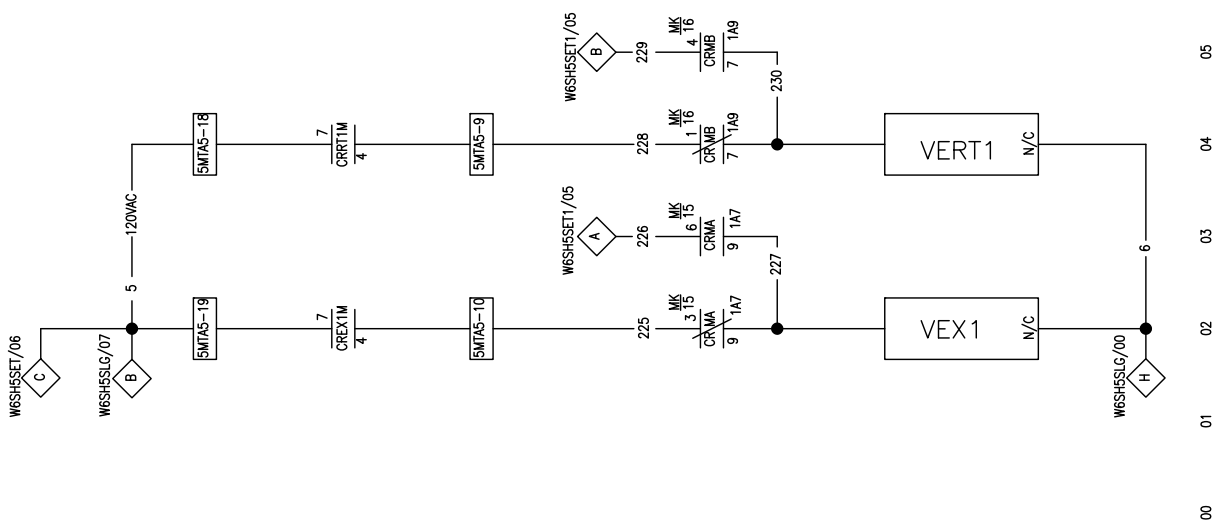 W6SH5SET/06
C
W6SH5SLG/07
B
5
120VAC
5MTA5-19
7
CREX1M
4
5MTA5-10
225
MK
15
3
CRMA
1A7
9
VEX1
N/C
W6SH5SLG/00
H
6
W6SH5SET1/05
A
226
MK
15
6
CRMA
1A7
9
227
5MTA5-18
7
CRRT1M
4
5MTA5-9
228
MK
16
1
CRMB
1A9
7
VERT1
N/C
W6SH5SET1/05
B
229
MK
16
4
CRMB
1A9
7
230
00
01
02
03
04
05